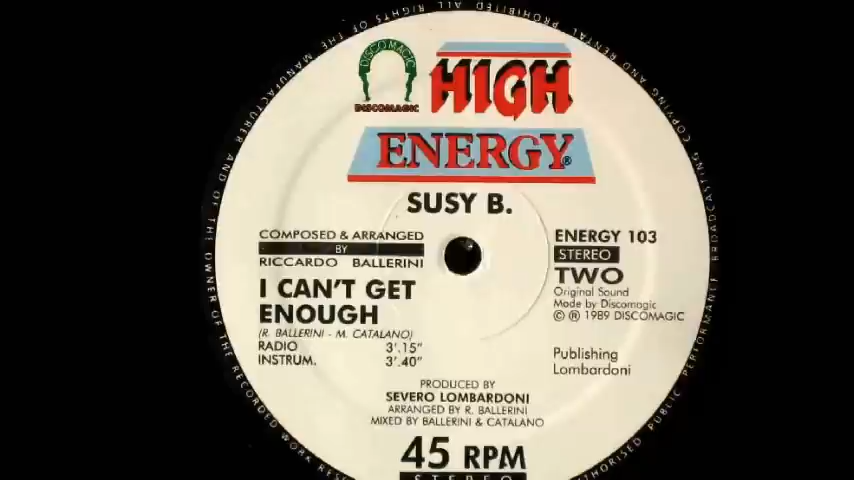 DISCO MAGIC
DISCOMAGIC
HIGH
ENERGY®
SUSY B.
COMPOSED & ARRANGED
BY
RICCARDO BALLERINI
I CAN'T GET
ENOUGH
(R. BALLERINI - M. CATALANO)
RADIO 3'.15"
INSTRUM. 3'.40"
ENERGY 103
STEREO
TWO
Original Sound
Made by Discomagic
© ℗ 1989 DISCOMAGIC
Publishing
Lombardoni
PRODUCED BY
SEVERO LOMBARDONI
ARRANGED BY R. BALLERINI
MIXED BY BALLERINI & CATALANO
45 RPM
STEREO
ALL RIGHTS OF THE MANUFACTURER AND OF THE OWNER OF THE RECORDED WORK
PROHIBITED
COPYING AND RENTAL
BROADCASTING
PUBLIC PERFORMANCE